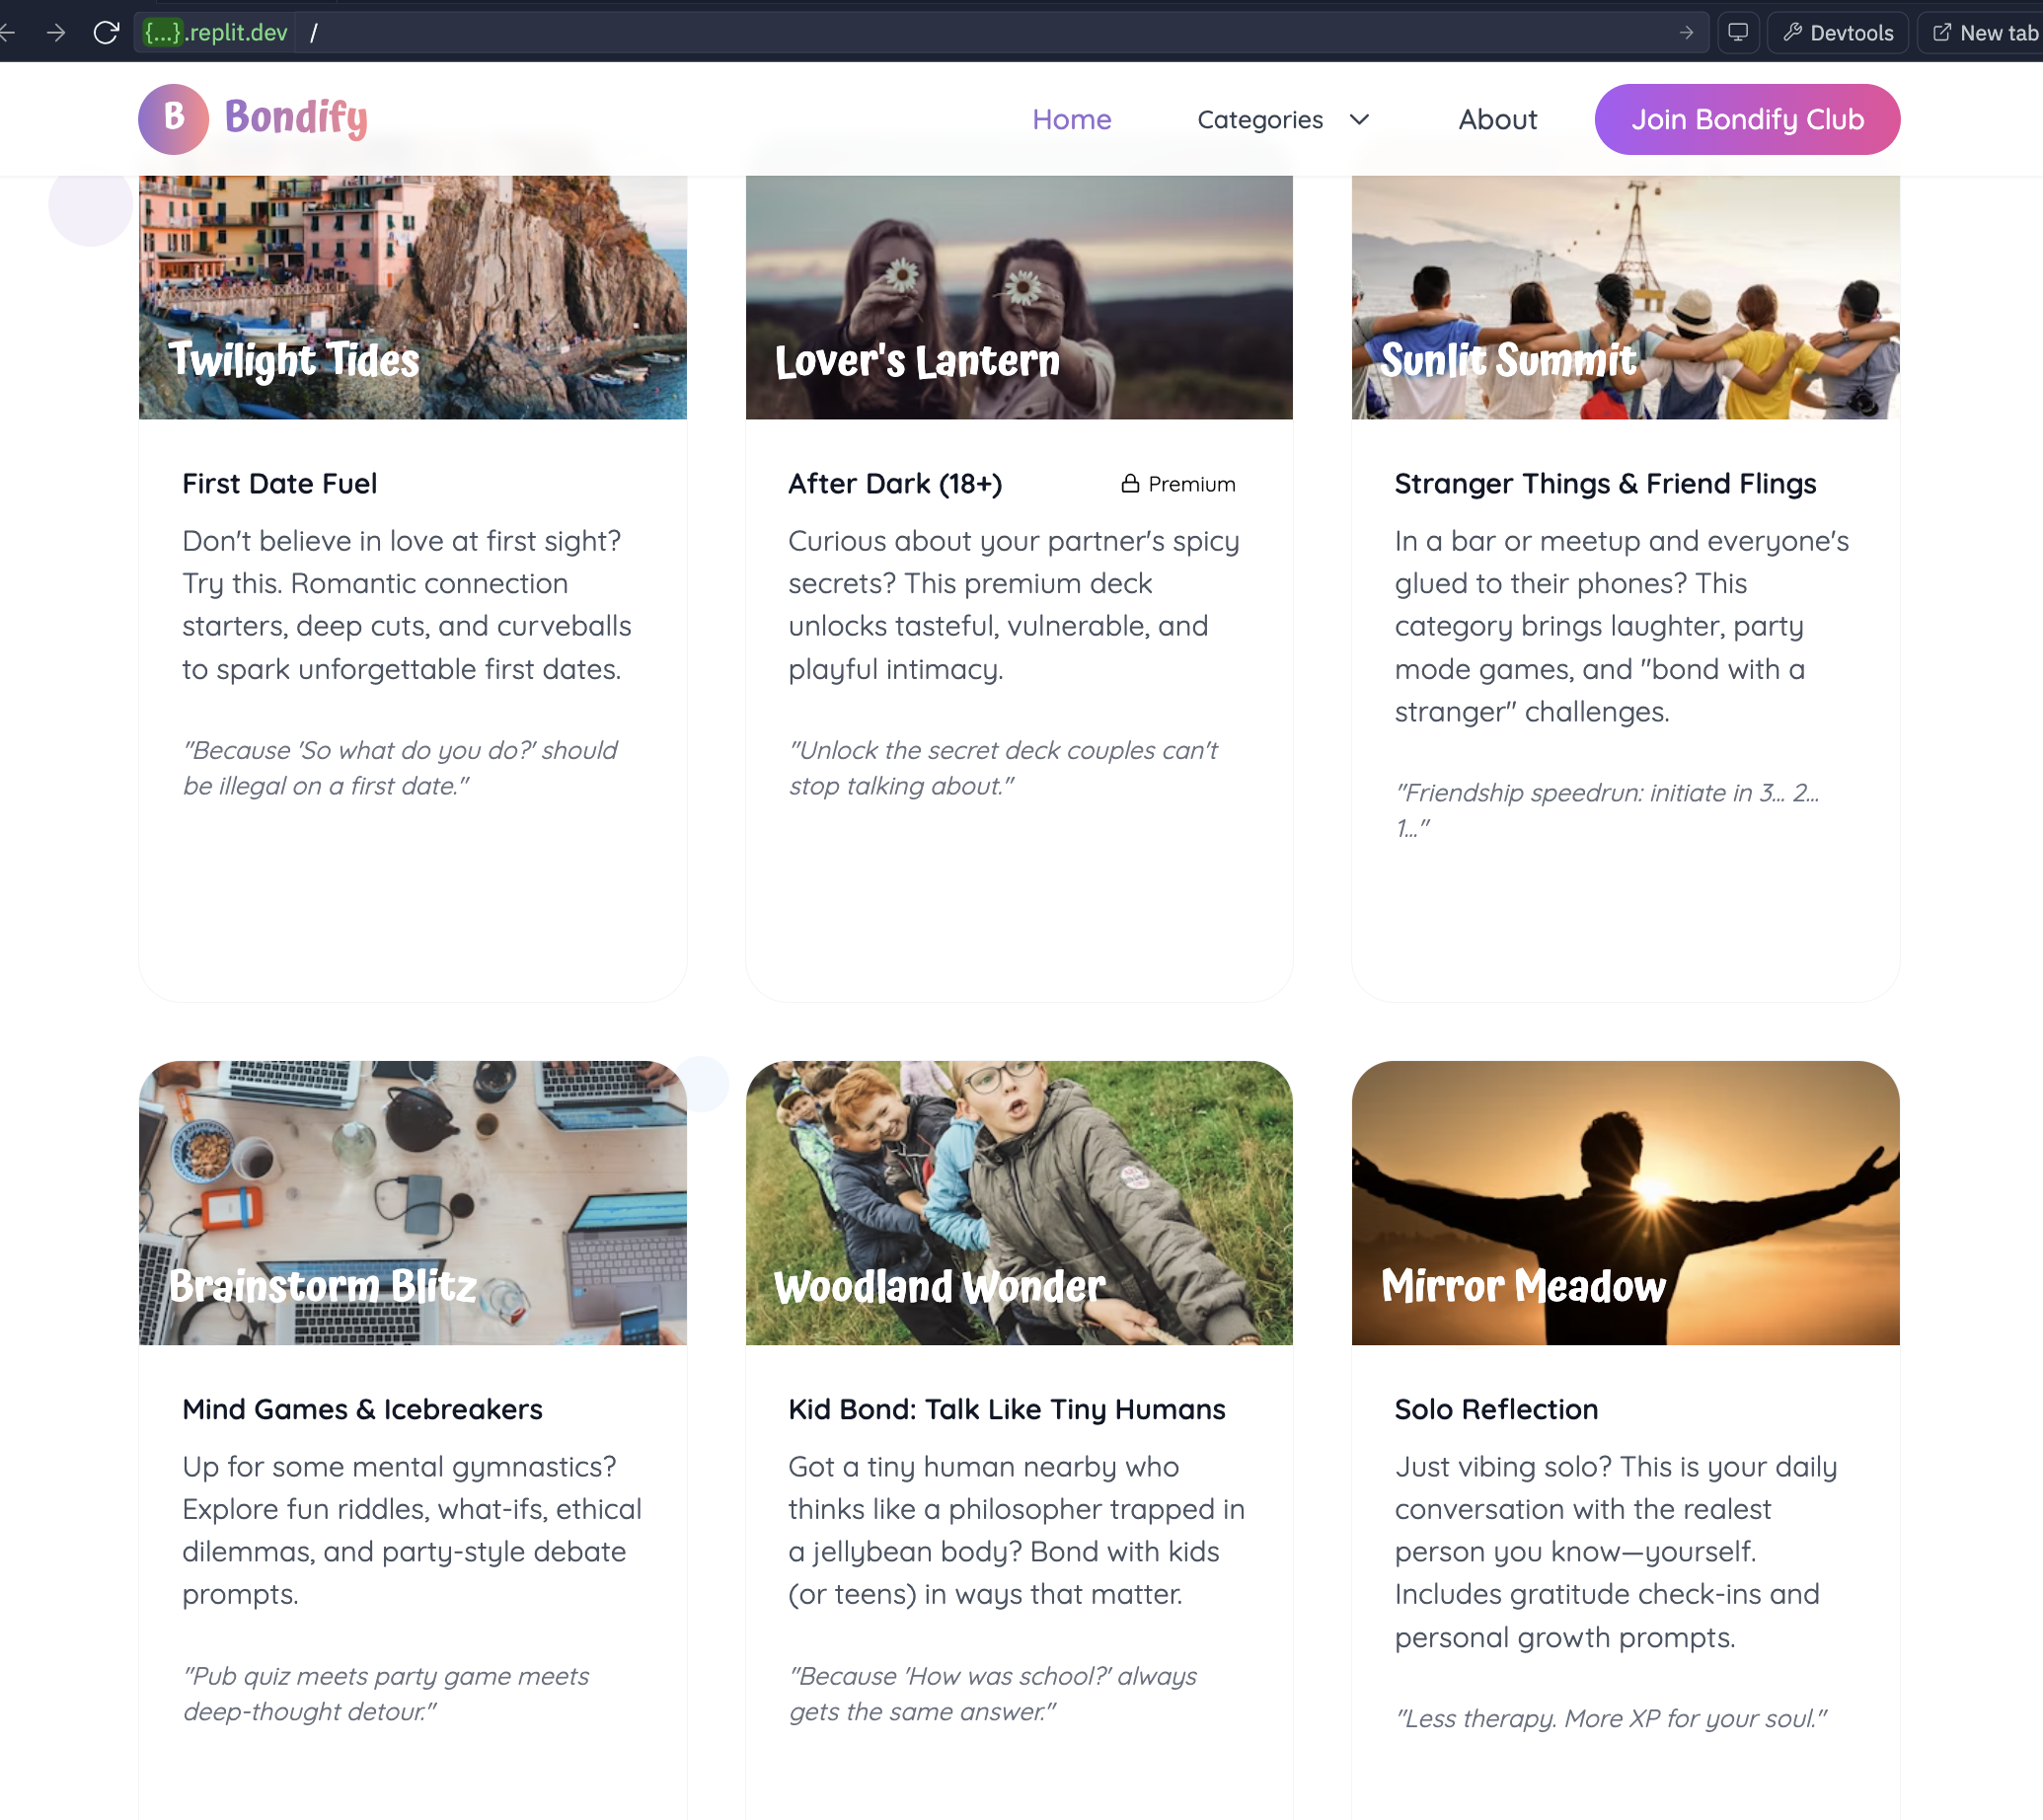 {...}.replit.dev /
Devtools
New tab
B Bondify
Home
Categories
About
Join Bondify Club
Twilight Tides
First Date Fuel
Don't believe in love at first sight?
Try this. Romantic connection
starters, deep cuts, and curveballs
to spark unforgettable first dates.
"Because 'So what do you do?' should
be illegal on a first date."
Lover's Lantern
After Dark (18+)
Premium
Curious about your partner's spicy
secrets? This premium deck
unlocks tasteful, vulnerable, and
playful intimacy.
"Unlock the secret deck couples can't
stop talking about."
Sunlit Summit
Stranger Things & Friend Flings
In a bar or meetup and everyone's
glued to their phones? This
category brings laughter, party
mode games, and "bond with a
stranger" challenges.
"Friendship speedrun: initiate in 3... 2...
1..."
Brainstorm Blitz
Mind Games & Icebreakers
Up for some mental gymnastics?
Explore fun riddles, what-ifs, ethical
dilemmas, and party-style debate
prompts.
"Pub quiz meets party game meets
deep-thought detour."
Woodland Wonder
Kid Bond: Talk Like Tiny Humans
Got a tiny human nearby who
thinks like a philosopher trapped in
a jellybean body? Bond with kids
(or teens) in ways that matter.
"Because 'How was school?' always
gets the same answer."
Mirror Meadow
Solo Reflection
Just vibing solo? This is your daily
conversation with the realest
person you know—yourself.
Includes gratitude check-ins and
personal growth prompts.
"Less therapy. More XP for your soul."